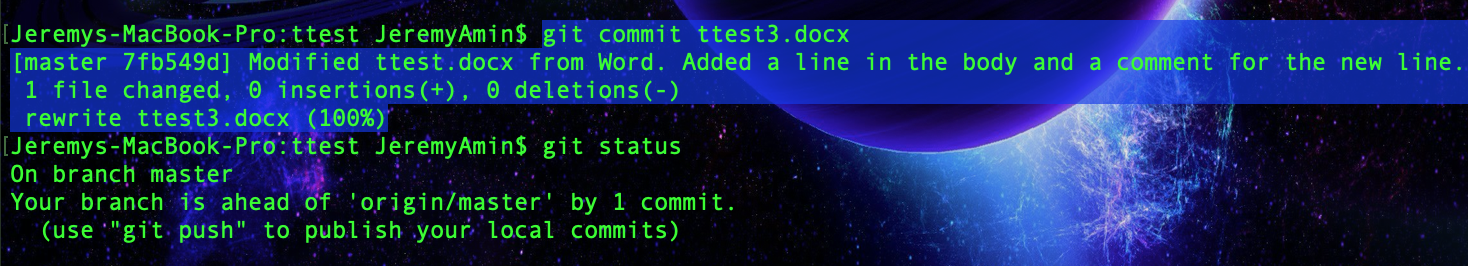 [Jeremys-MacBook-Pro:ttest JeremyAmin$ git commit ttest3.docx
[master 7fb549d] Modified ttest.docx from Word. Added a line in the body and a comment for the new line.
 1 file changed, 0 insertions(+), 0 deletions(-)
 rewrite ttest3.docx (100%)
[Jeremys-MacBook-Pro:ttest JeremyAmin$ git status
On branch master
Your branch is ahead of 'origin/master' by 1 commit.
  (use "git push" to publish your local commits)